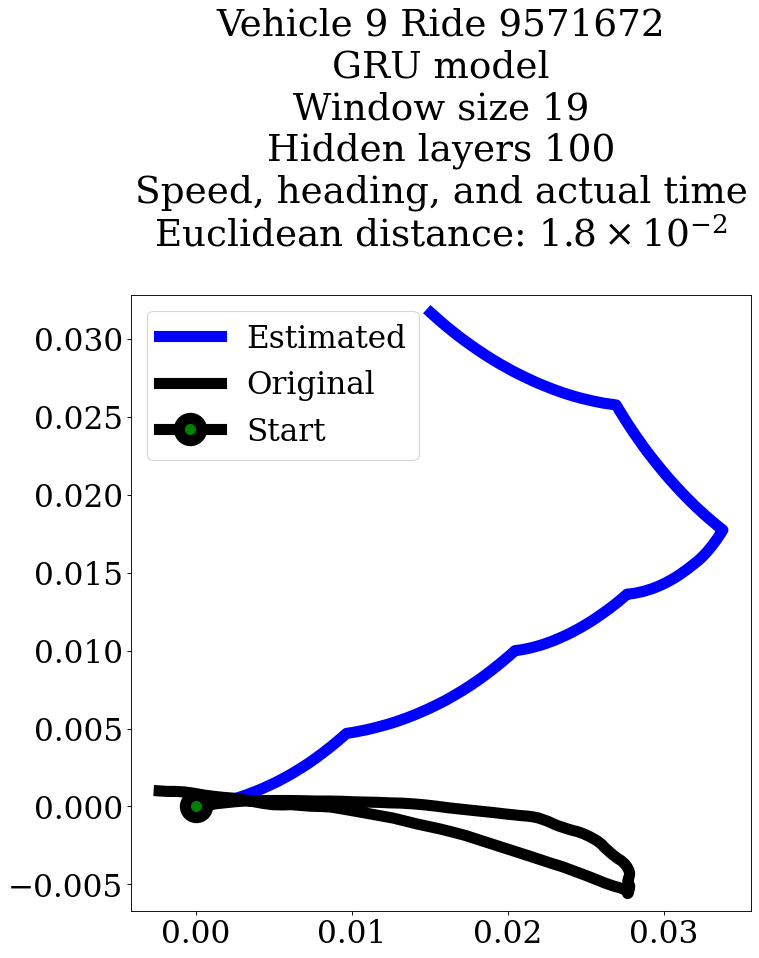 Vehicle 9 Ride 9571672
GRU model
Window size 19
Hidden layers 100
Speed, heading, and actual time
Euclidean distance: 1.8 × 10⁻²
Estimated
Original
Start
0.030
0.025
0.020
0.015
0.010
0.005
0.000
−0.005
0.00 0.01 0.02 0.03